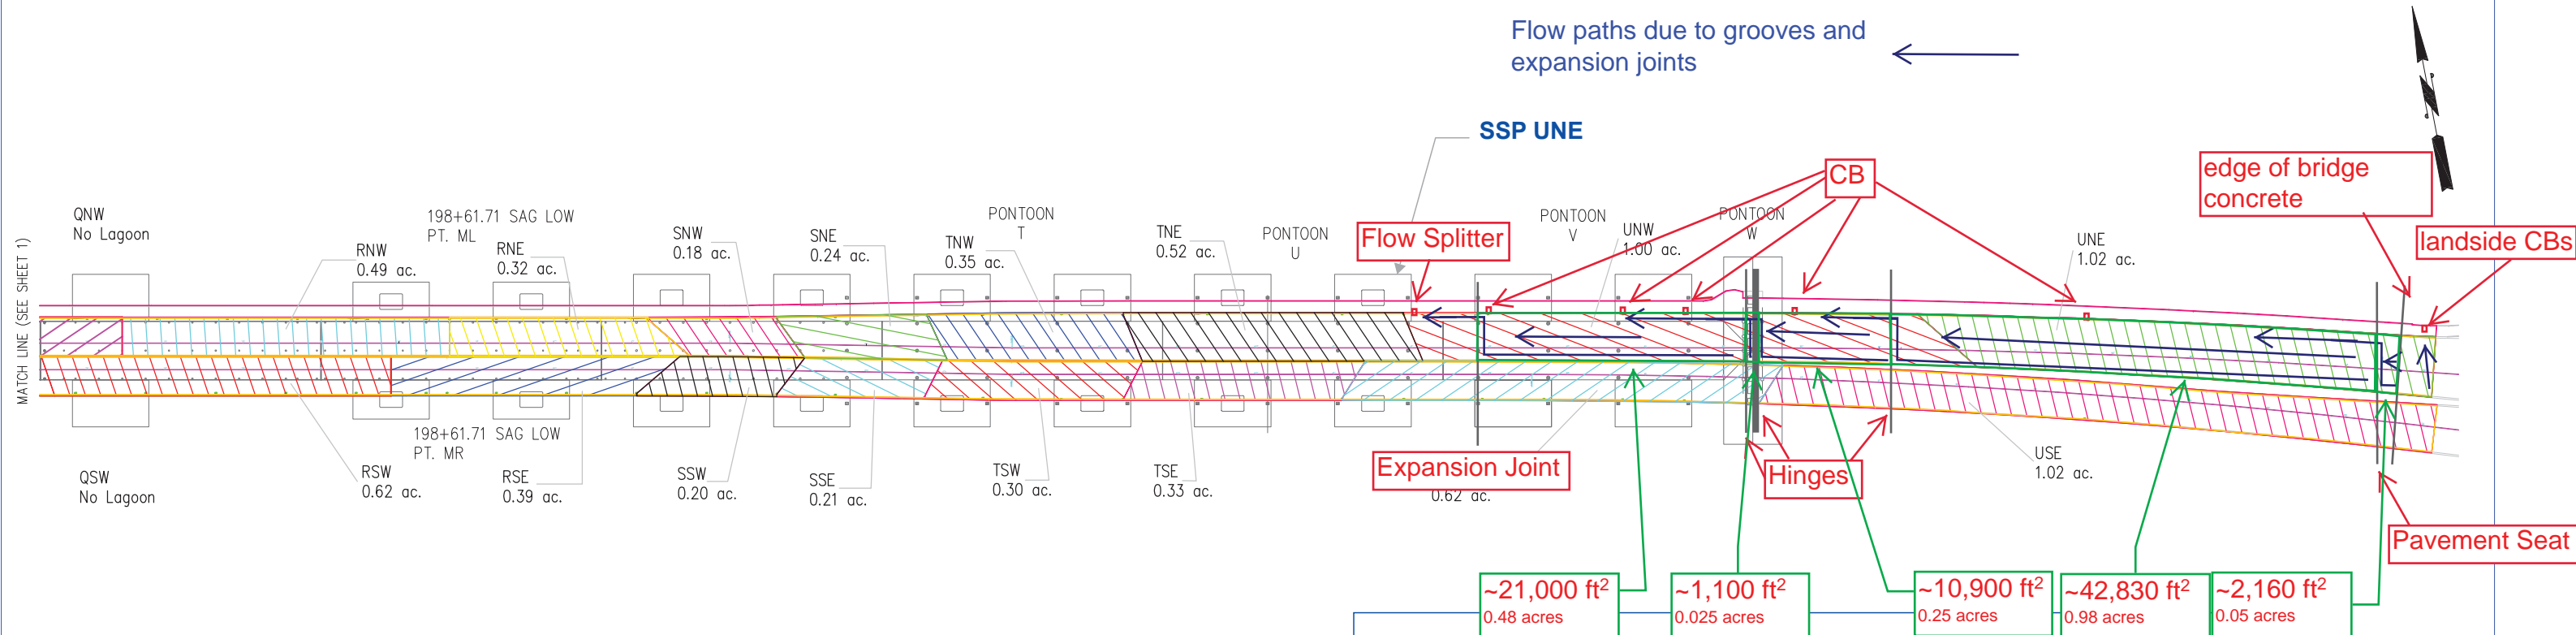 Flow paths due to grooves and
expansion joints
SSP UNE
CB
edge of bridge
concrete
landside CBs
Flow Splitter
MATCH LINE (SEE SHEET 1)
QNW
No Lagoon
198+61.71 SAG LOW
PT. ML
RNW
0.49 ac.
RNE
0.32 ac.
SNW
0.18 ac.
SNE
0.24 ac.
TNW
0.35 ac.
PONTOON
T
TNE
0.52 ac.
PONTOON
U
PONTOON
V
UNW
1.00 ac.
PONTOON
W
UNE
1.02 ac.
N
QSW
No Lagoon
RSW
0.62 ac.
198+61.71 SAG LOW
PT. MR
RSE
0.39 ac.
SSW
0.20 ac.
SSE
0.21 ac.
TSW
0.30 ac.
TSE
0.33 ac.
Expansion Joint
0.62 ac.
Hinges
USE
1.02 ac.
Pavement Seat
~21,000 ft²
0.48 acres
~1,100 ft²
0.025 acres
~10,900 ft²
0.25 acres
~42,830 ft²
0.98 acres
~2,160 ft²
0.05 acres